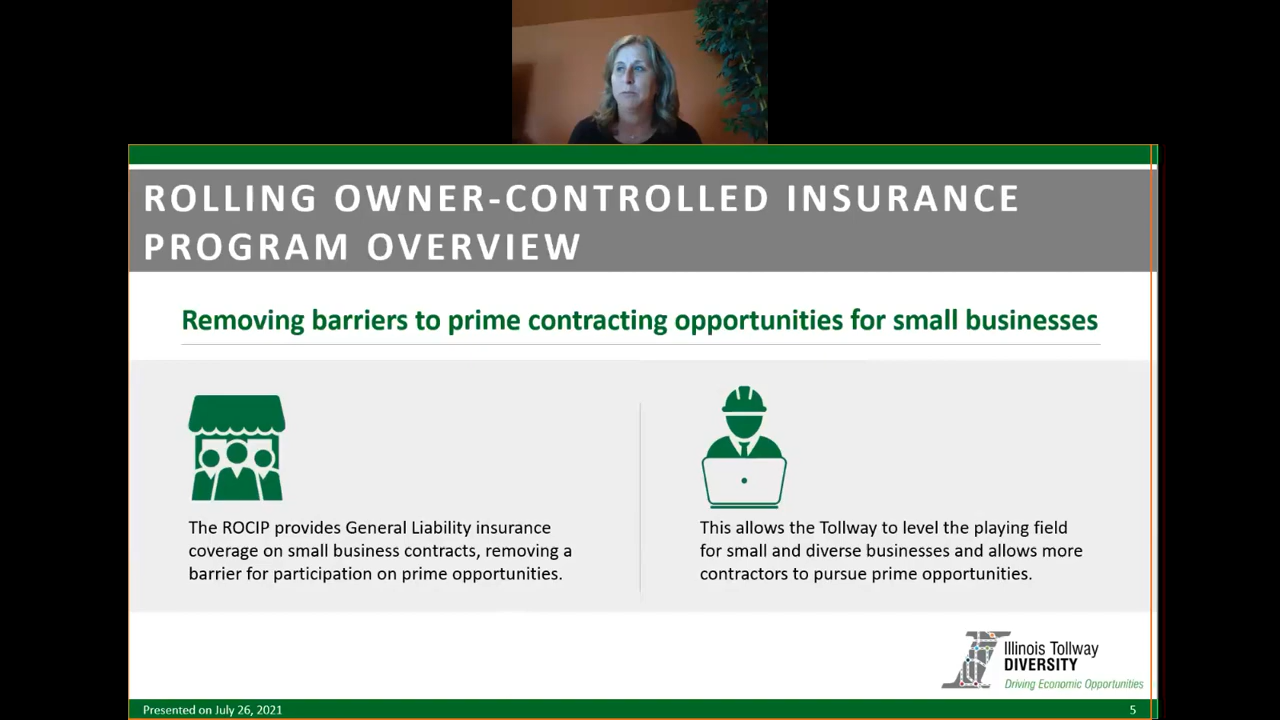 ROLLING OWNER-CONTROLLED INSURANCE
PROGRAM OVERVIEW
Removing barriers to prime contracting opportunities for small businesses
The ROCIP provides General Liability insurance
coverage on small business contracts, removing a
barrier for participation on prime opportunities.
This allows the Tollway to level the playing field
for small and diverse businesses and allows more
contractors to pursue prime opportunities.
Illinois Tollway
DIVERSITY
Driving Economic Opportunities
Presented on July 26, 2021
5